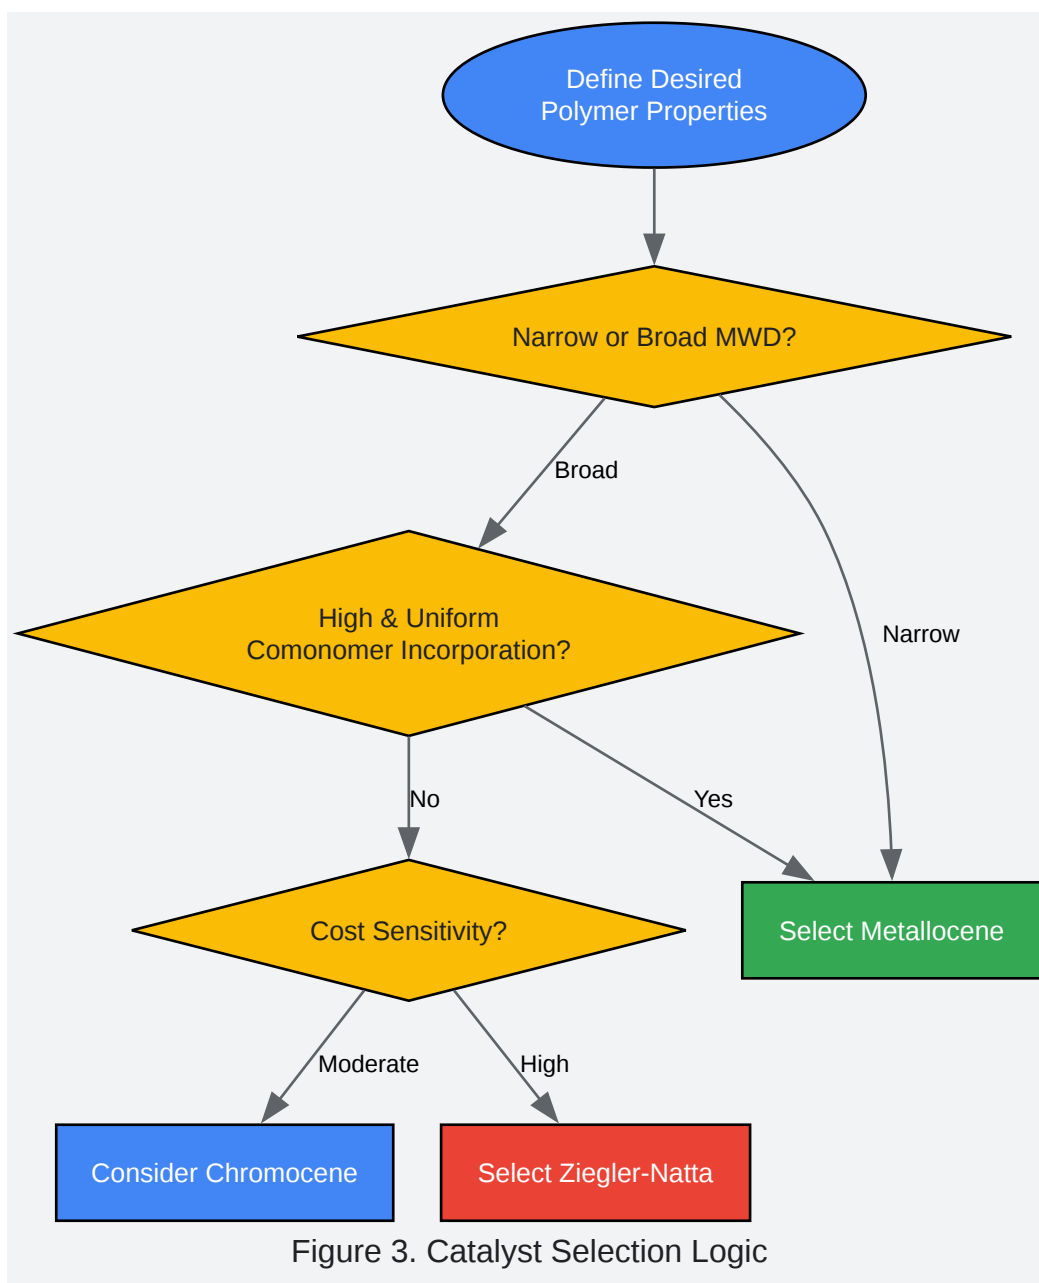 Define Desired
Polymer Properties
Narrow or Broad MWD?
Broad
High & Uniform
Comonomer Incorporation?
Narrow
No
Yes
Cost Sensitivity?
Select Metallocene
Moderate
High
Consider Chromocene
Select Ziegler-Natta
Figure 3. Catalyst Selection Logic